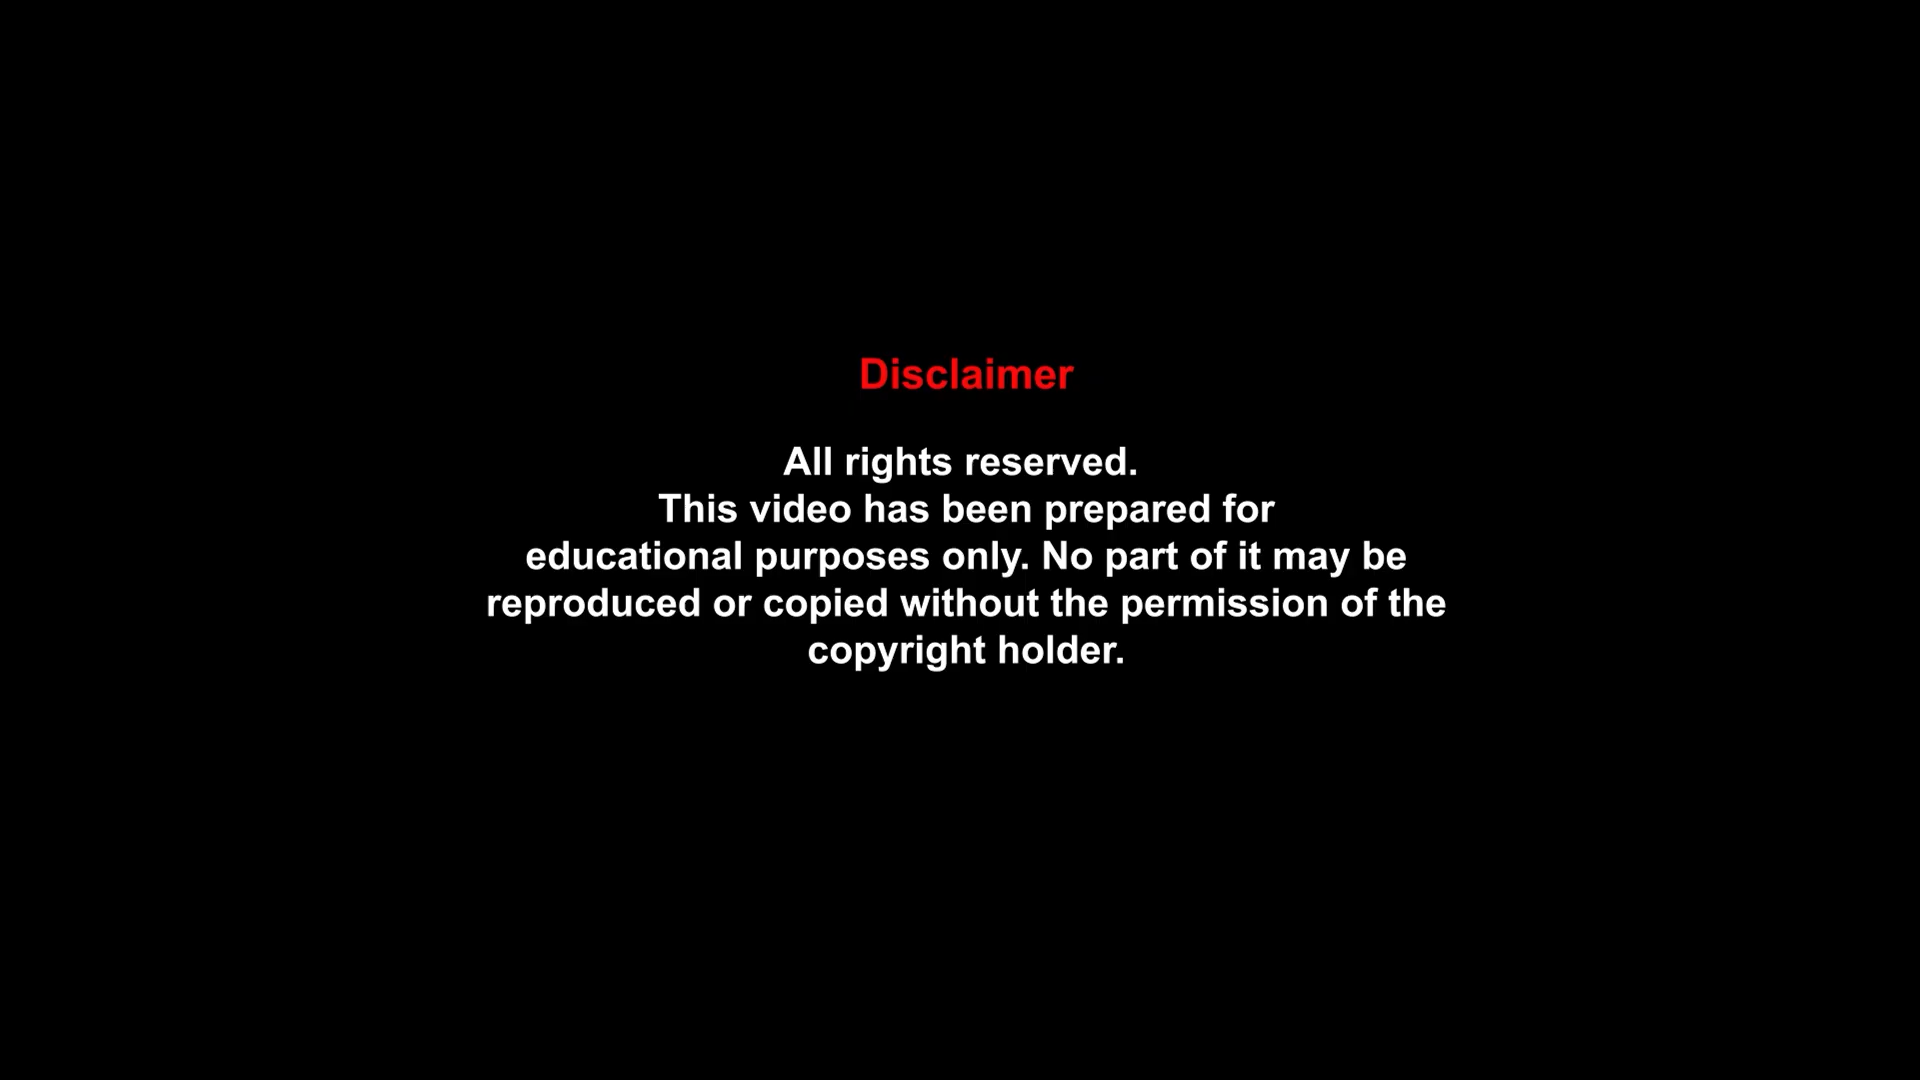 Disclaimer
All rights reserved.
This video has been prepared for
educational purposes only. No part of it may be
reproduced or copied without the permission of the
copyright holder.